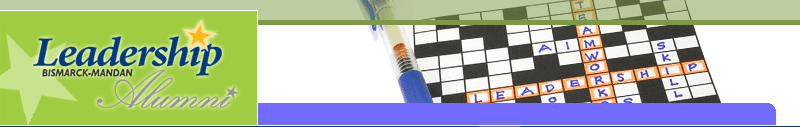 Leadership
BISMARCK-MANDAN
Alumni
TEAMWORK
AIM
SKILL
LEADERSHIP